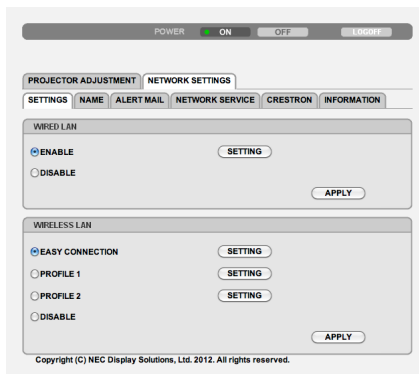 POWER ON OFF LOGOFF
PROJECTOR ADJUSTMENT NETWORK SETTINGS
SETTINGS NAME ALERT MAIL NETWORK SERVICE CRESTRON INFORMATION
WIRED LAN
ENABLE SETTING
DISABLE
APPLY
WIRELESS LAN
EASY CONNECTION SETTING
PROFILE 1 SETTING
PROFILE 2 SETTING
DISABLE
APPLY
Copyright (C) NEC Display Solutions, Ltd. 2012. All rights reserved.